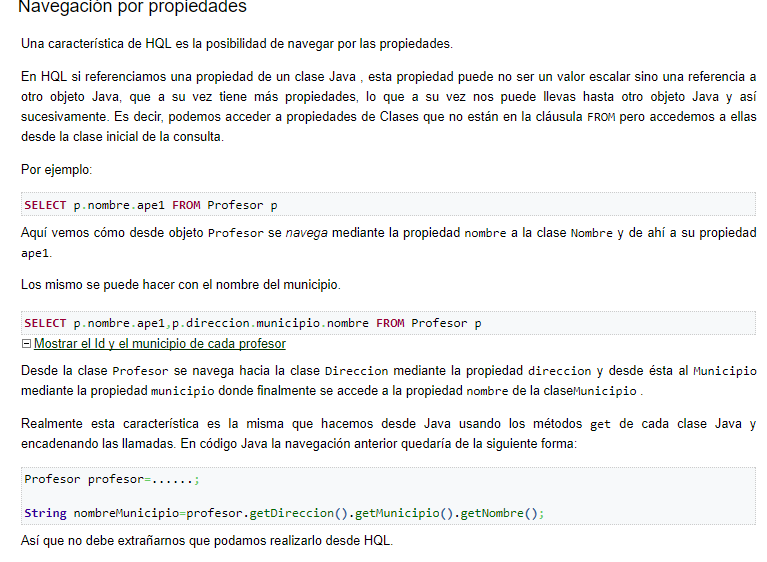 Navegación por propiedades
Una característica de HQL es la posibilidad de navegar por las propiedades.
En HQL si referenciamos una propiedad de un clase Java , esta propiedad puede no ser un valor escalar sino una referencia a
otro objeto Java, que a su vez tiene más propiedades, lo que a su vez nos puede llevas hasta otro objeto Java y así
sucesivamente. Es decir, podemos acceder a propiedades de Clases que no están en la cláusula FROM pero accedemos a ellas
desde la clase inicial de la consulta.
Por ejemplo:
SELECT p.nombre.ape1 FROM Profesor p
Aquí vemos cómo desde objeto Profesor se navega mediante la propiedad nombre a la clase Nombre y de ahí a su propiedad
ape1.
Los mismo se puede hacer con el nombre del municipio.
SELECT p.nombre.ape1,p.direccion.municipio.nombre FROM Profesor p
Mostrar el Id y el municipio de cada profesor
Desde la clase Profesor se navega hacia la clase Direccion mediante la propiedad direccion y desde ésta al Municipio
mediante la propiedad municipio donde finalmente se accede a la propiedad nombre de la claseMunicipio .
Realmente esta característica es la misma que hacemos desde Java usando los métodos get de cada clase Java y
encadenando las llamadas. En código Java la navegación anterior quedaría de la siguiente forma:
Profesor profesor=......;
String nombreMunicipio=profesor.getDireccion().getMunicipio().getNombre();
Así que no debe extrañarnos que podamos realizarlo desde HQL.